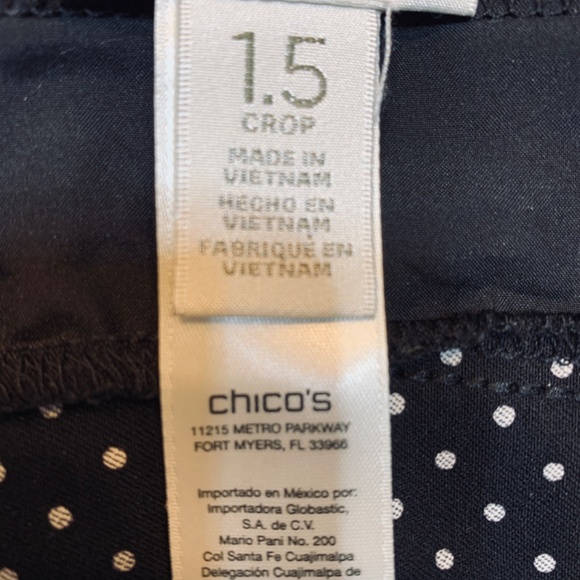 1.5
CROP
MADE IN
VIETNAM
HECHO EN
VIETNAM
FABRIQUÉ EN
VIETNAM
chico's
11215 METRO PARKWAY
FORT MYERS, FL 33966
Importado en México por:
Importadora Globastic,
S.A. de C.V.
Mario Pani No. 200
Col Santa Fe Cuajimalpa
Delegación Cuajimalpa de